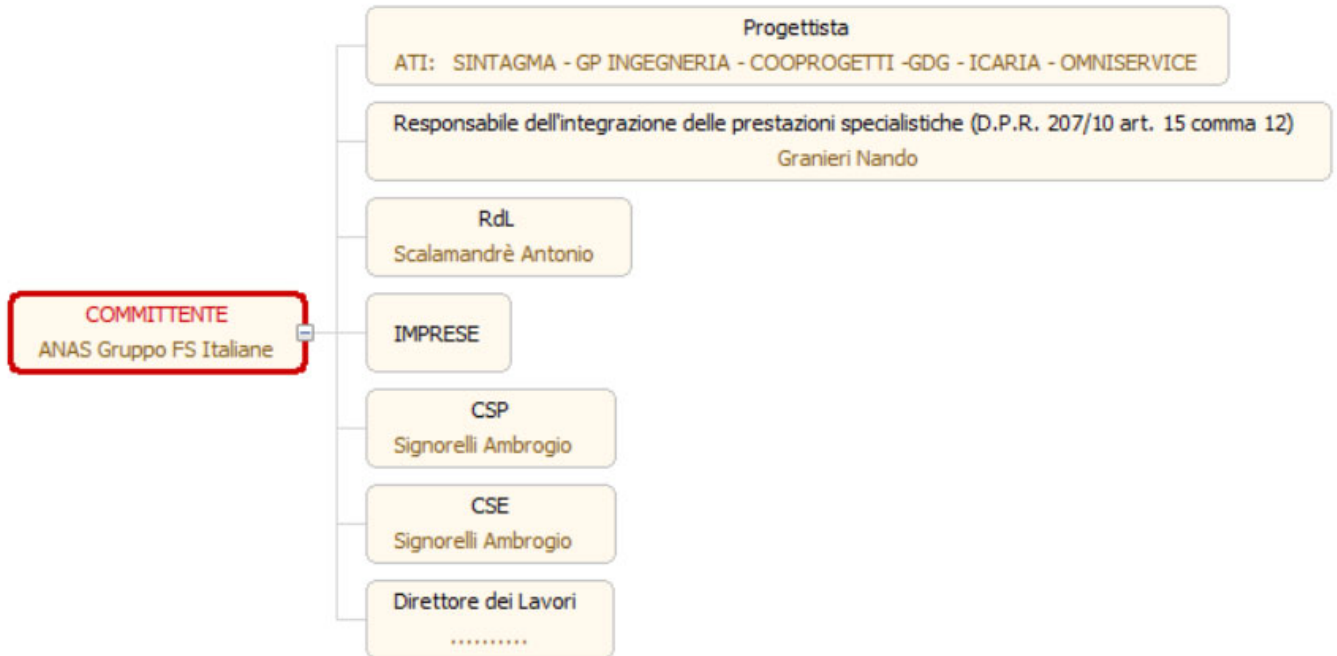 Progettista
ATI: SINTAGMA - GP INGEGNERIA - COOPROGETTI -GDG - ICARIA - OMNISERVICE
Responsabile dell'integrazione delle prestazioni specialistiche (D.P.R. 207/10 art. 15 comma 12)
Granieri Nando
RdL
Scalamandrè Antonio
COMMITTENTE
ANAS Gruppo FS Italiane
IMPRESE
CSP
Signorelli Ambrogio
CSE
Signorelli Ambrogio
Direttore dei Lavori
..........